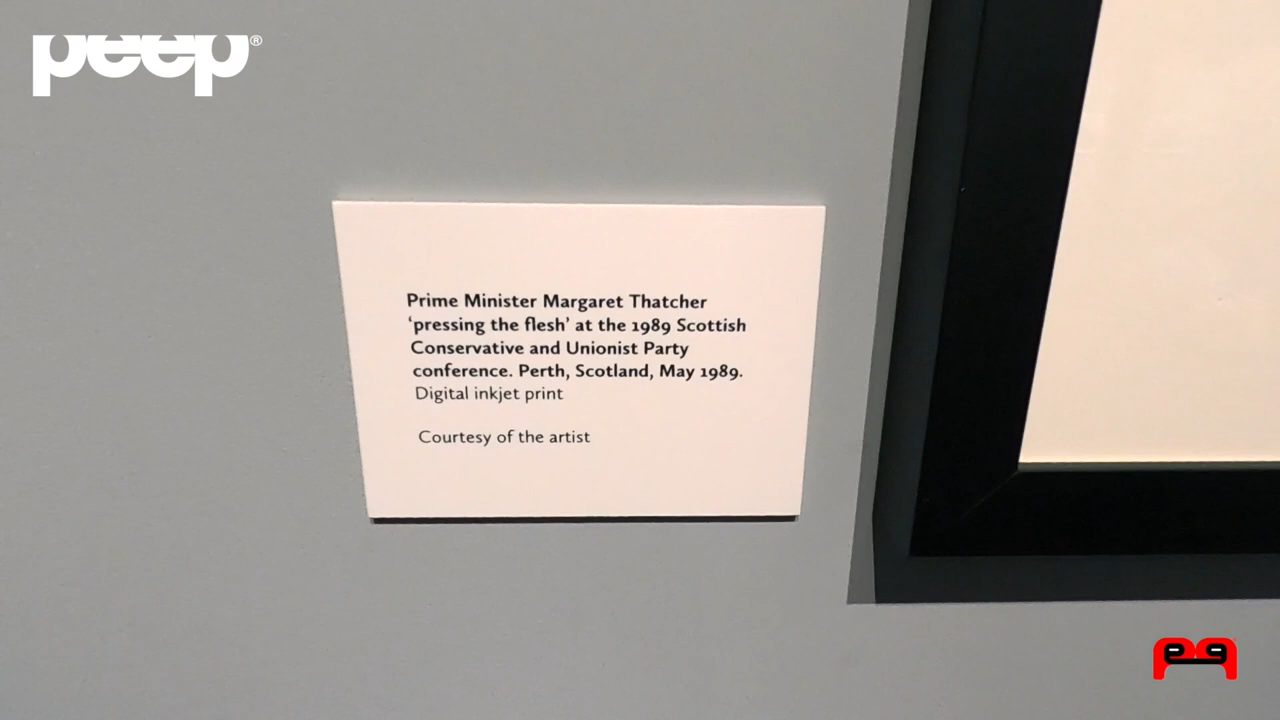 peep®
Prime Minister Margaret Thatcher
‘pressing the flesh’ at the 1989 Scottish
Conservative and Unionist Party
conference. Perth, Scotland, May 1989.
Digital inkjet print
Courtesy of the artist